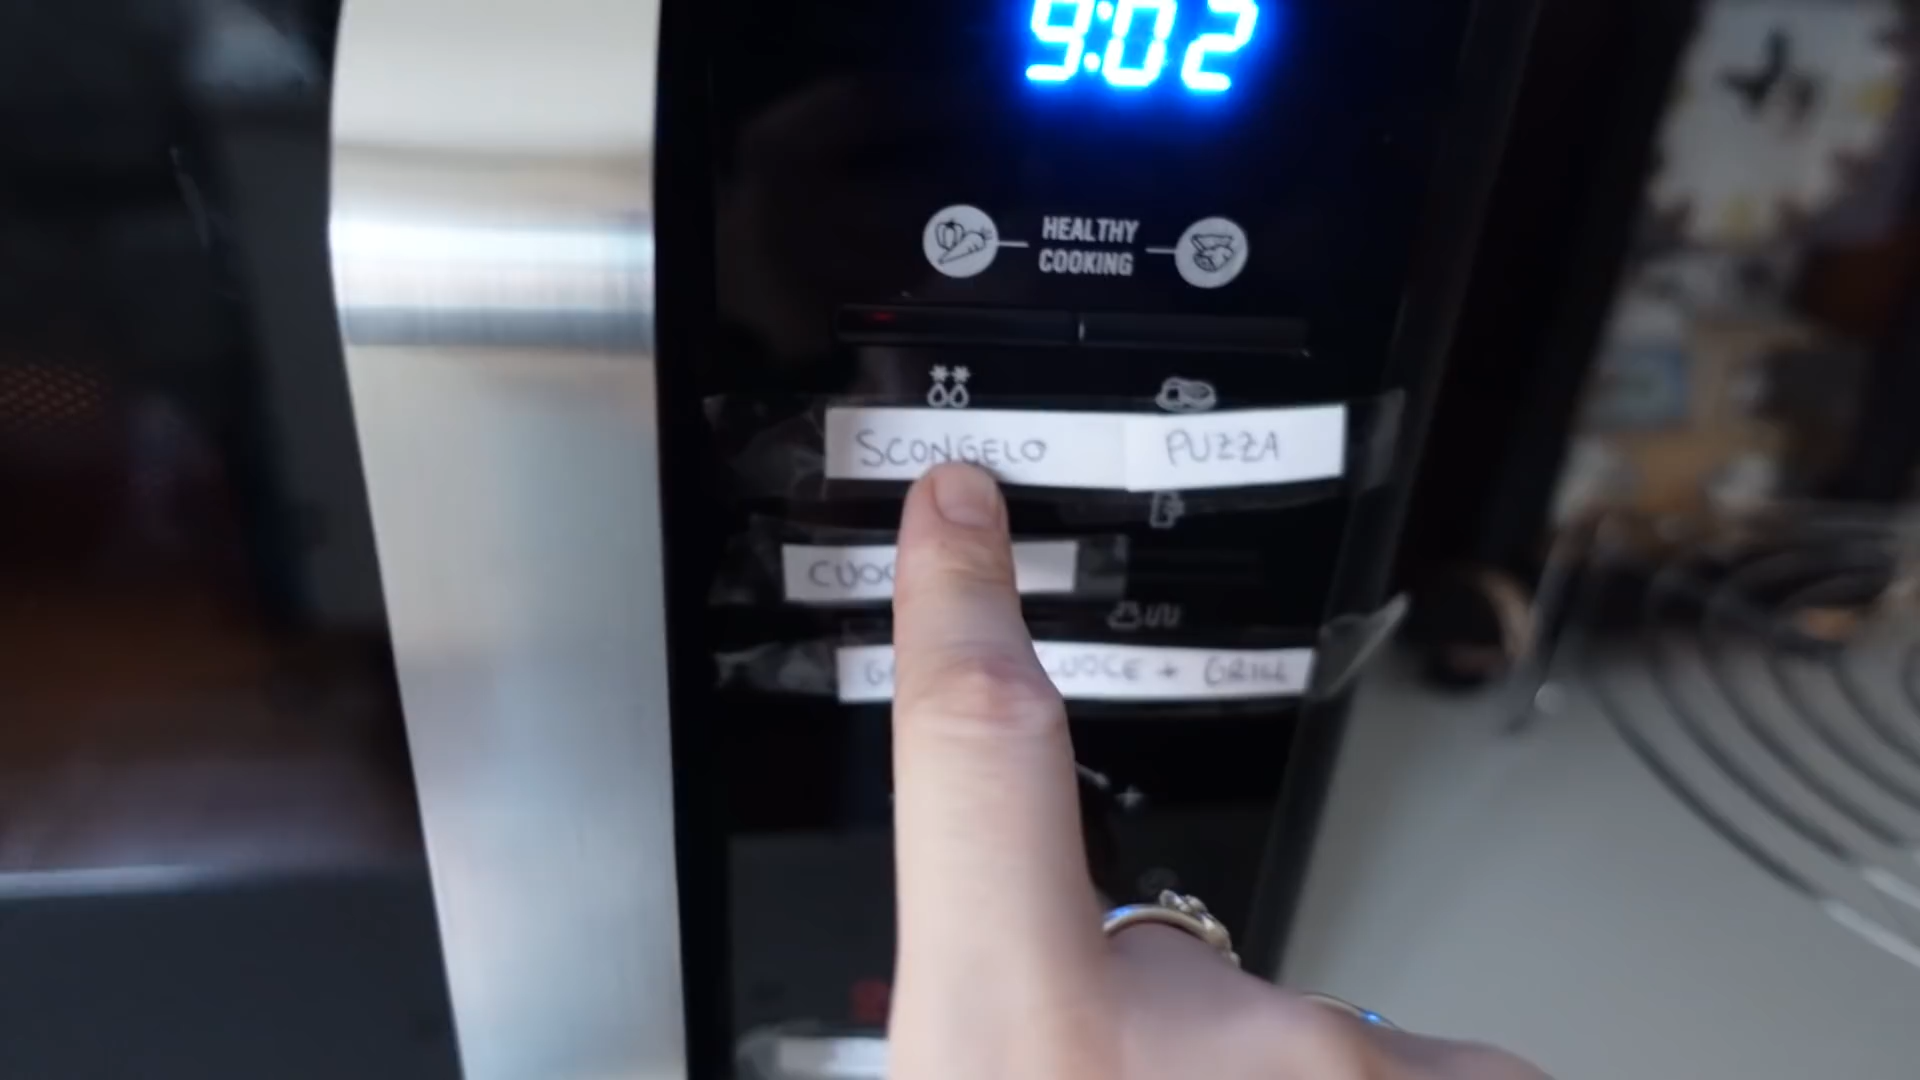 9:02
HEALTHY
COOKING
SCONGELO PUZZA
CUOCE + GRILL